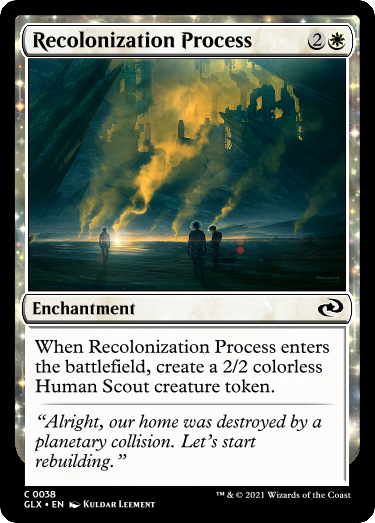 Recolonization Process 2
Enchantment
When Recolonization Process enters
the battlefield, create a 2/2 colorless
Human Scout creature token.
“Alright, our home was destroyed by a
planetary collision. Let’s start
rebuilding.”
C 0038
GLX • EN Kuldar Leement
™ & © 2021 Wizards of the Coast